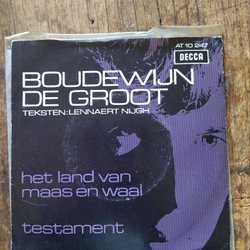 AT 10 247
DECCA
BOUDEWIJN
DE GROOT
TEKSTEN: LENNAERT NIJGH
het land van
maas en waal
testament